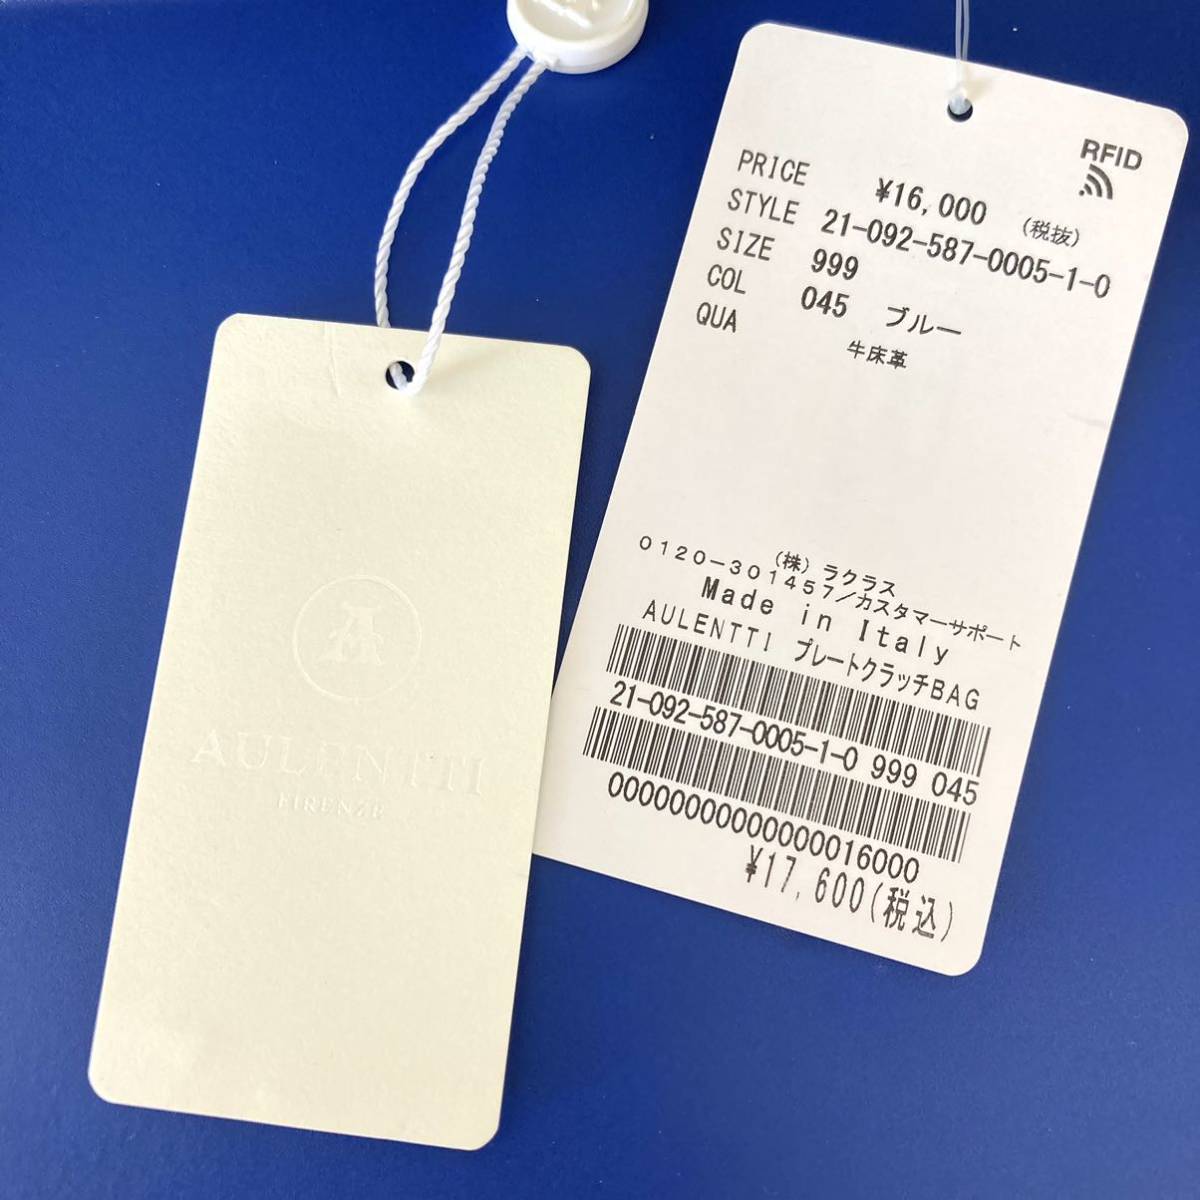 AULENTTI
FIRENZE
RFID
PRICE ¥16,000 (税抜)
STYLE 21-092-587-0005-1-0
SIZE 999
COL 045 ブルー
QUA 牛床革
(株) ラクラス
0120-301457/カスタマーサポート
Made in Italy
AULENTTI プレートクラッチBAG
21-092-587-0005-1-0 999 045
0000000000000016000
¥17,600(税込)